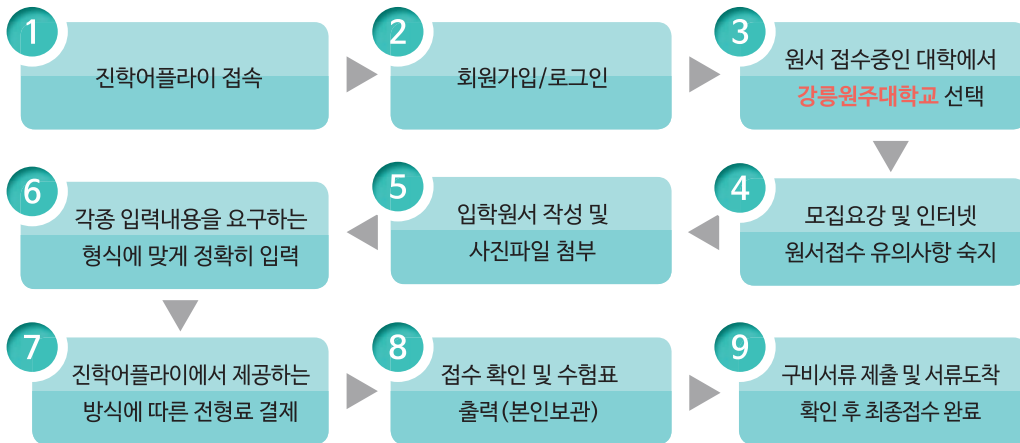 1
진학어플라이 접속
2
회원가입/로그인
3
원서 접수중인 대학에서
강릉원주대학교 선택
4
모집요강 및 인터넷
원서접수 유의사항 숙지
5
입학원서 작성 및
사진파일 첨부
6
각종 입력내용을 요구하는
형식에 맞게 정확히 입력
7
진학어플라이에서 제공하는
방식에 따른 전형료 결제
8
접수 확인 및 수험표
출력(본인보관)
9
구비서류 제출 및 서류도착
확인 후 최종접수 완료